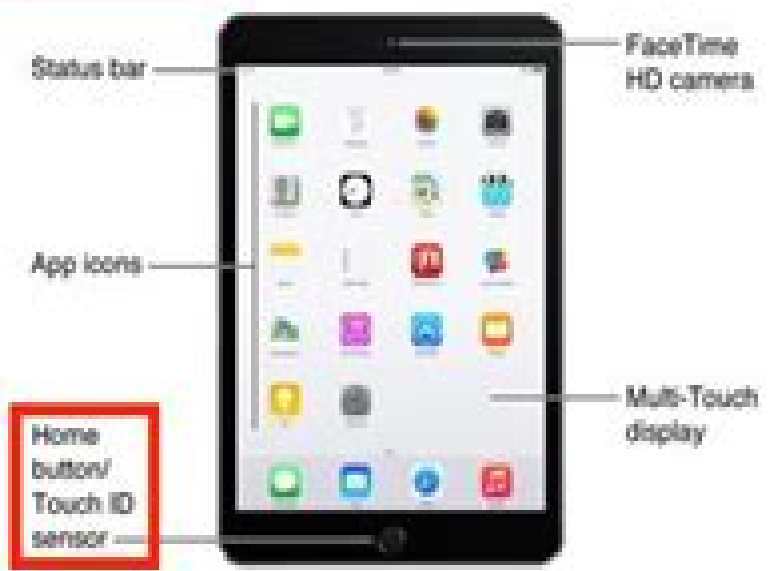 Status bar
FaceTime
HD camera
App icons
Multi-Touch
display
Home
button/
Touch ID
sensor